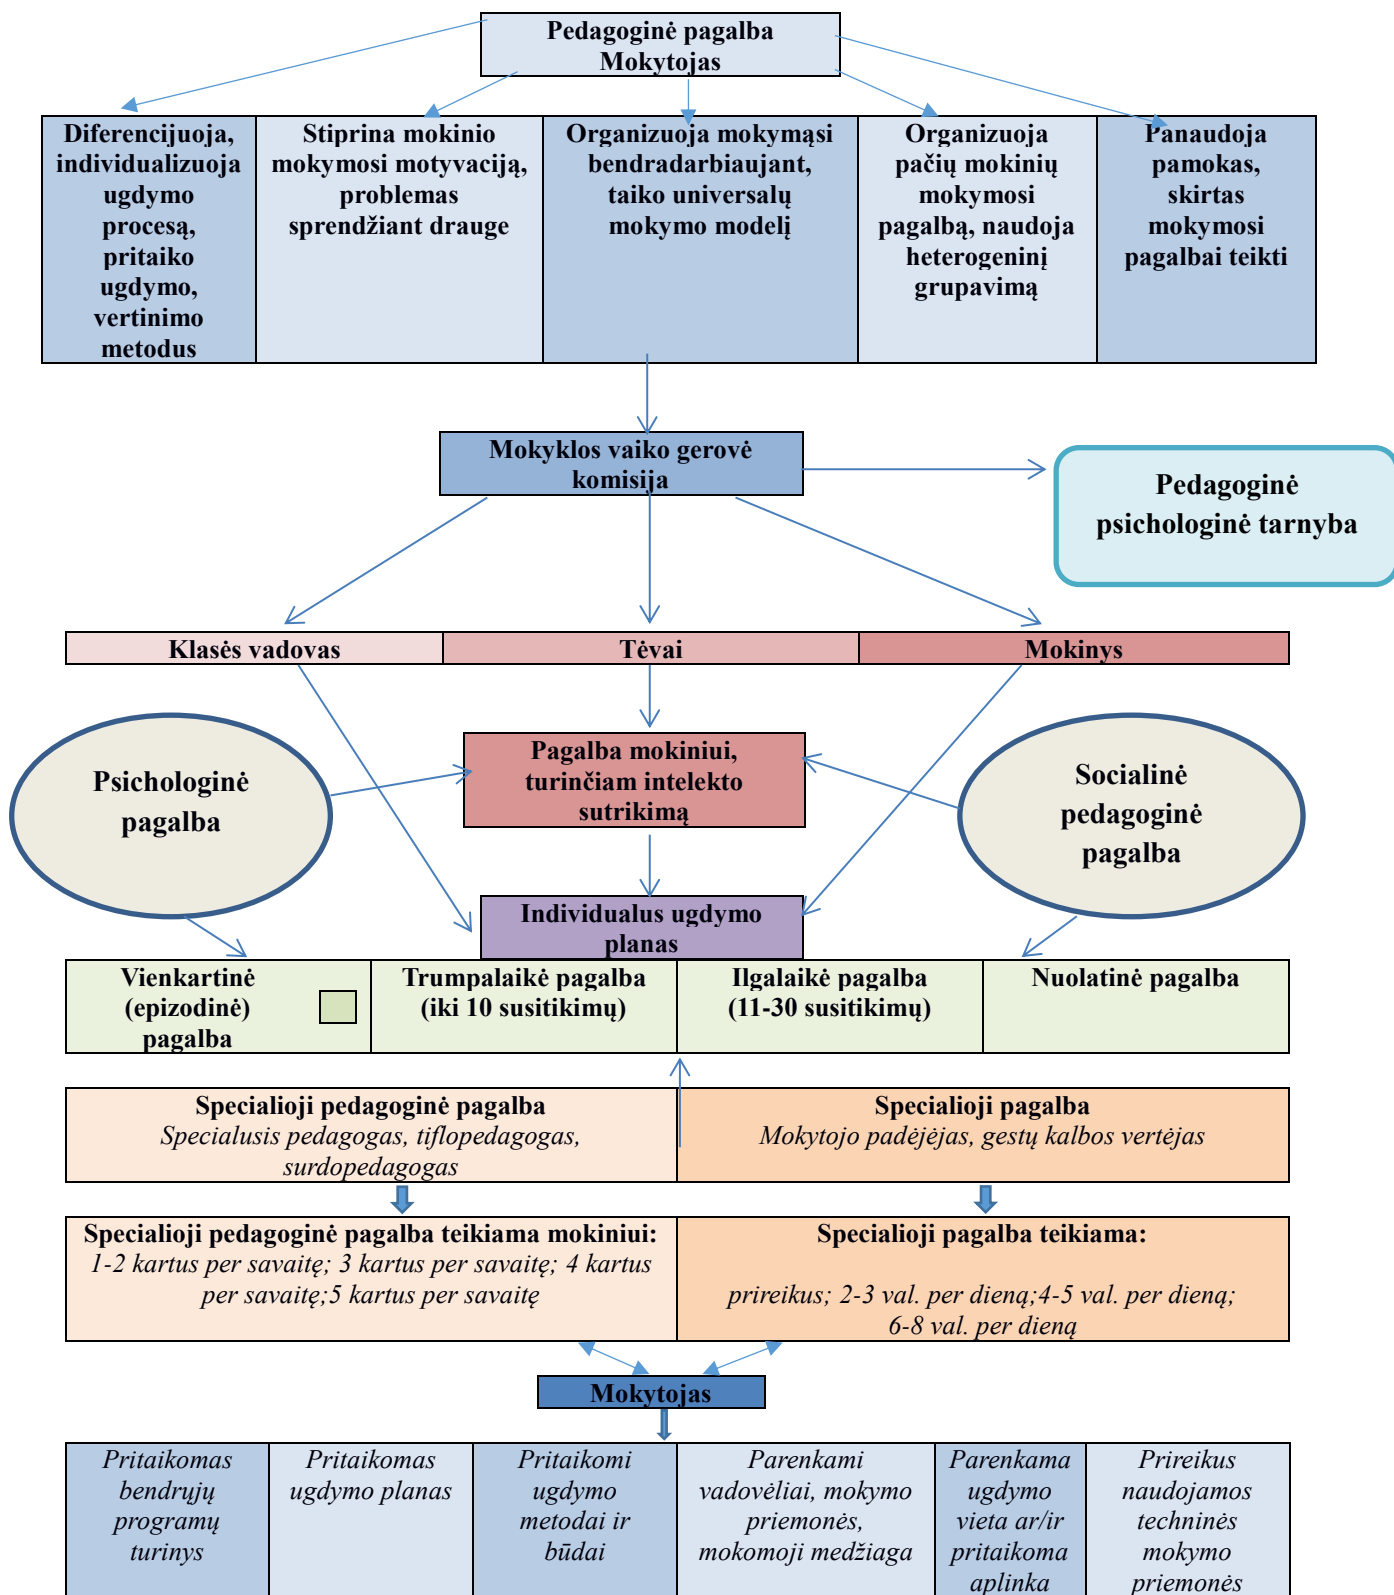 Pedagoginė pagalba
Mokytojas
Diferencijuoja,
individualizuoja
ugdymo
procesą,
pritaiko
ugdymo,
vertinimo
metodus
Stiprina mokinio
mokymosi motyvaciją,
problemas
sprendžiant drauge
Organizuoja mokymąsi
bendradarbiaujant,
taiko universalų
mokymo modelį
Organizuoja
pačių mokinių
mokymosi
pagalbą, naudoja
heterogeninį
grupavimą
Panaudoja
pamokas,
skirtas
mokymosi
pagalbai teikti
Mokyklos vaiko gerovė
komisija
Pedagoginė
psichologinė tarnyba
Klasės vadovas
Tėvai
Mokinys
Psichologinė
pagalba
Pagalba mokiniui,
turinčiam intelekto
sutrikimą
Socialinė
pedagoginė
pagalba
Individualus ugdymo
planas
Vienkartinė
(epizodinė)
pagalba
Trumpalaikė pagalba
(iki 10 susitikimų)
Ilgalaikė pagalba
(11-30 susitikimų)
Nuolatinė pagalba
Specialioji pedagoginė pagalba
Specialusis pedagogas, tiflopedagogas,
surdopedagogas
Specialioji pagalba
Mokytojo padėjėjas, gestų kalbos vertėjas
Specialioji pedagoginė pagalba teikiama mokiniui:
1-2 kartus per savaitę; 3 kartus per savaitę; 4 kartus
per savaitę;5 kartus per savaitę
Specialioji pagalba teikiama:
prireikus; 2-3 val. per dieną;4-5 val. per dieną;
6-8 val. per dieną
Mokytojas
Pritaikomas
bendrųjų
programų
turinys
Pritaikomas
ugdymo planas
Pritaikomi
ugdymo
metodai ir
būdai
Parenkami
vadovėliai, mokymo
priemonės,
mokomoji medžiaga
Parenkama
ugdymo
vieta ar/ir
pritaikoma
aplinka
Prireikus
naudojamos
techninės
mokymo
priemonės